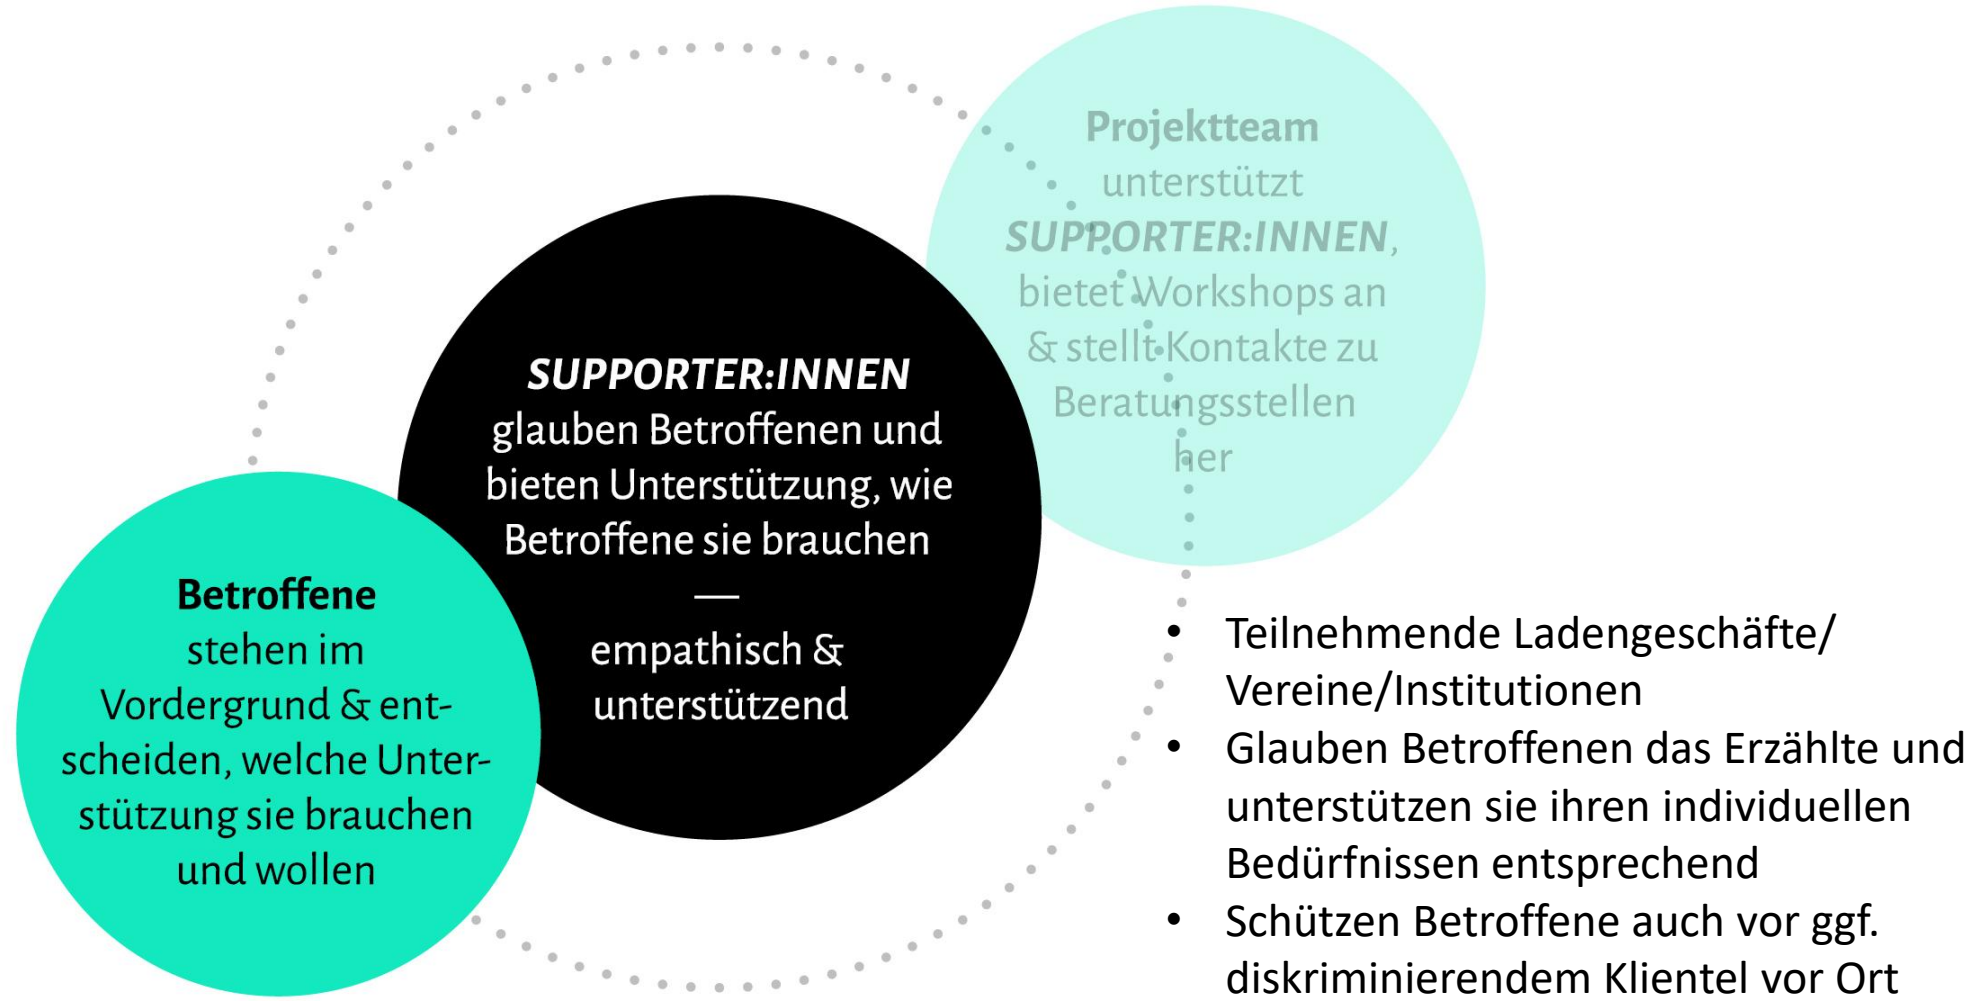 Projektteam
unterstützt
SUPPORTER:INNEN,
bietet Workshops an
& stellt Kontakte zu
Beratungsstellen
her
SUPPORTER:INNEN
glauben Betroffenen und
bieten Unterstützung, wie
Betroffene sie brauchen
—
empathisch &
unterstützend
Betroffene
stehen im
Vordergrund & ent-
scheiden, welche Unter-
stützung sie brauchen
und wollen
• Teilnehmende Ladengeschäfte/
Vereine/Institutionen
• Glauben Betroffenen das Erzählte und
unterstützen sie ihren individuellen
Bedürfnissen entsprechend
• Schützen Betroffene auch vor ggf.
diskriminierendem Klientel vor Ort